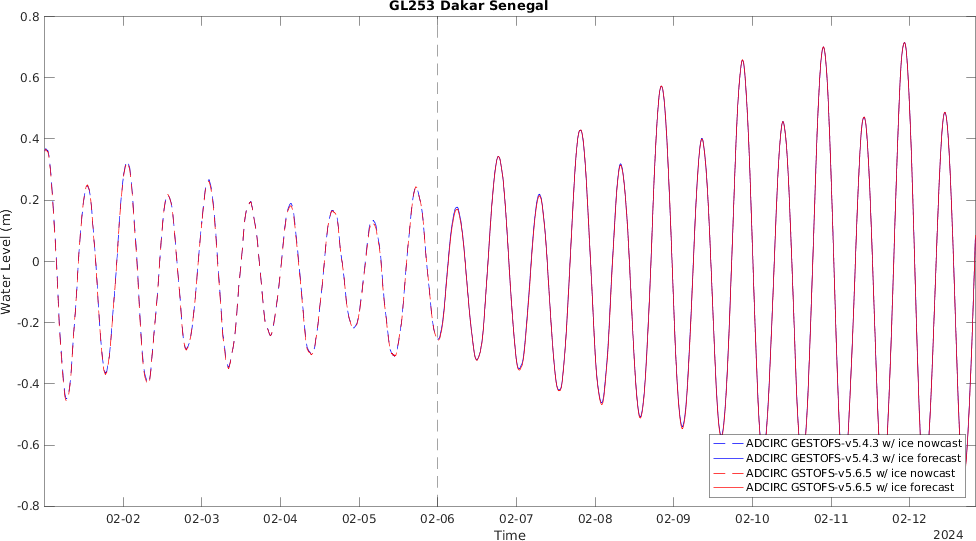 GL253 Dakar Senegal
0.8
0.6
0.4
0.2
0
-0.2
-0.4
-0.6
-0.8
Water Level (m)
ADCIRC GESTOFS-v5.4.3 w/ ice nowcast
ADCIRC GESTOFS-v5.4.3 w/ ice forecast
ADCIRC GSTOFS-v5.6.5 w/ ice nowcast
ADCIRC GSTOFS-v5.6.5 w/ ice forecast
02-02 02-03 02-04 02-05 02-06 02-07 02-08 02-09 02-10 02-11 02-12
Time
2024